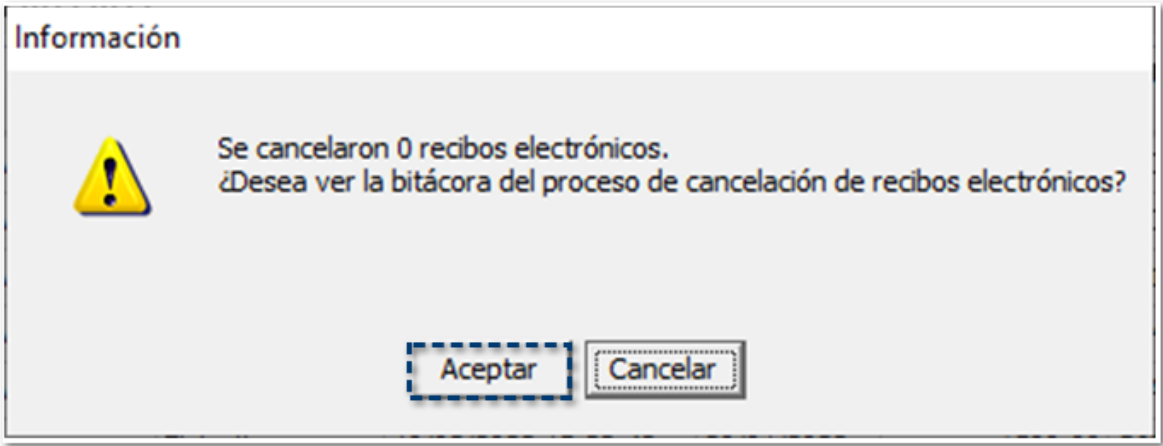 Información
Se cancelaron 0 recibos electrónicos.
¿Desea ver la bitácora del proceso de cancelación de recibos electrónicos?
Aceptar
Cancelar